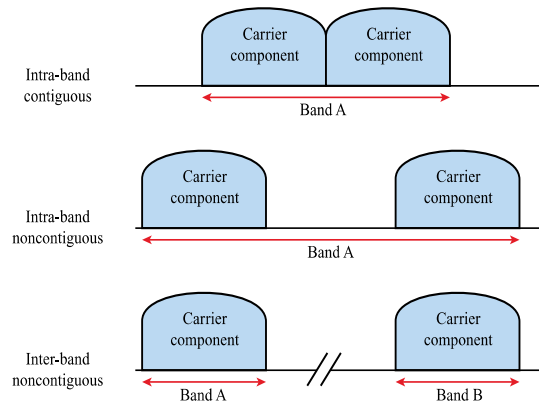 Carrier
component
Carrier
component
Intra-band
contiguous
Band A
Carrier
component
Carrier
component
Intra-band
noncontiguous
Band A
Carrier
component
Carrier
component
Inter-band
noncontiguous
Band A
Band B